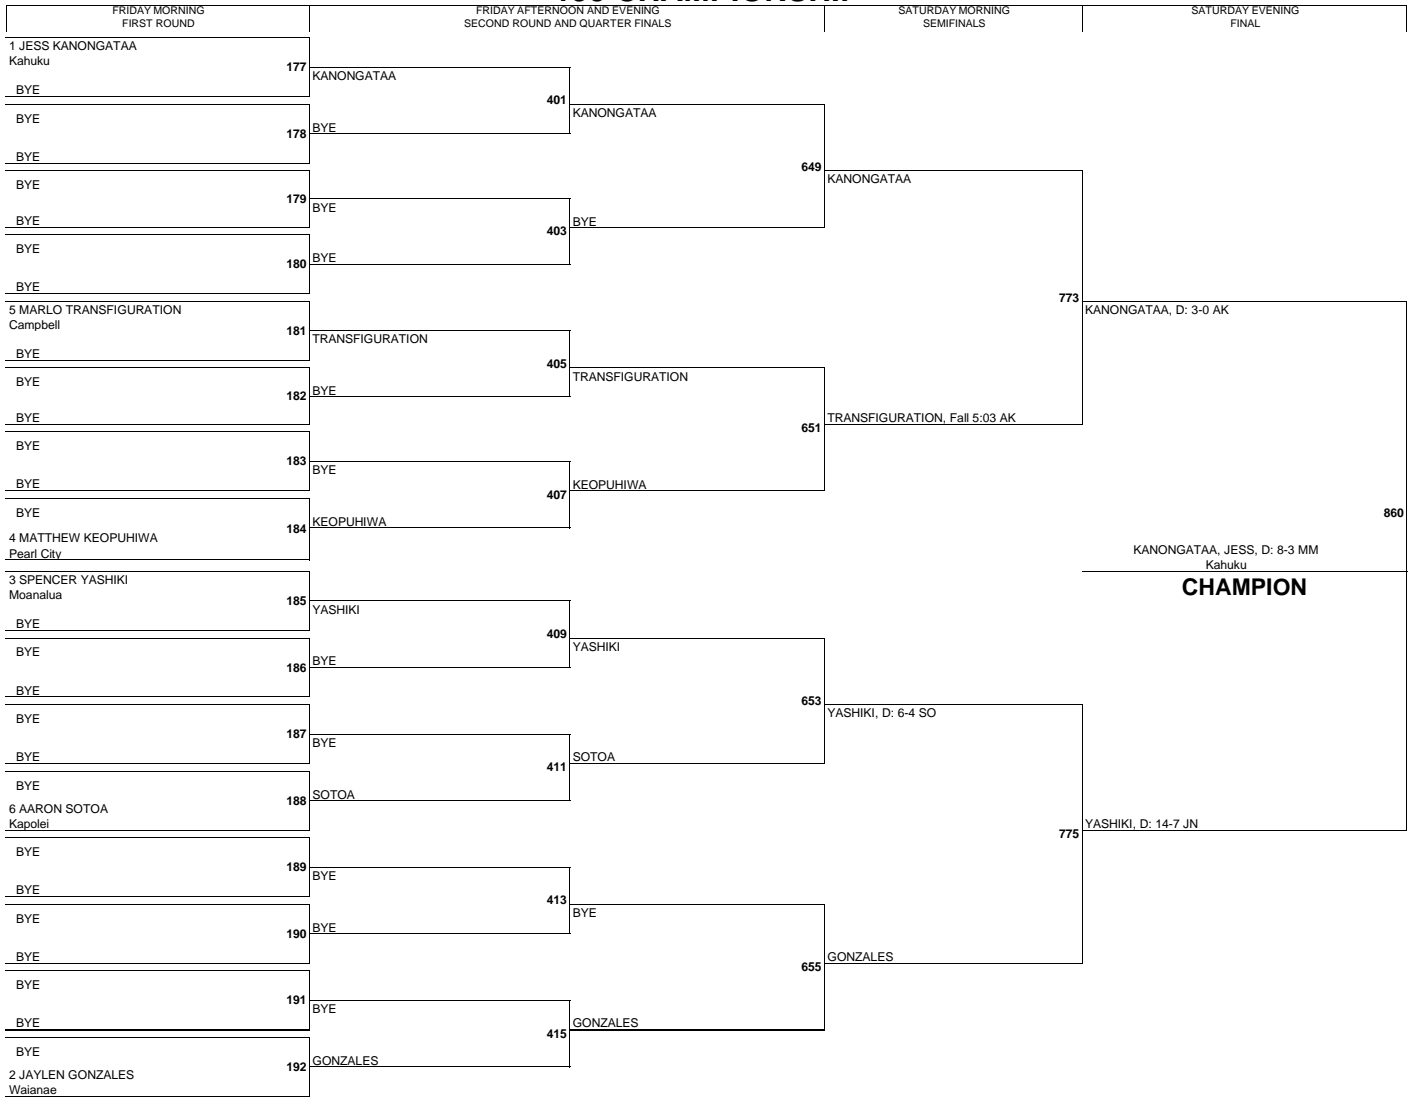 FRIDAY MORNING
FIRST ROUND
FRIDAY AFTERNOON AND EVENING
SECOND ROUND AND QUARTER FINALS
SATURDAY MORNING
SEMIFINALS
SATURDAY EVENING
FINAL
1 JESS KANONGATAA
Kahuku
177
BYE
BYE
178
BYE
BYE
179
BYE
BYE
180
BYE
5 MARLO TRANSFIGURATION
Campbell
181
BYE
BYE
182
BYE
BYE
183
BYE
BYE
184
4 MATTHEW KEOPUHIWA
Pearl City
3 SPENCER YASHIKI
Moanalua
185
BYE
BYE
186
BYE
BYE
187
BYE
BYE
188
6 AARON SOTOA
Kapolei
BYE
189
BYE
BYE
190
BYE
BYE
191
BYE
BYE
192
2 JAYLEN GONZALES
Waianae
KANONGATAA
401
BYE
BYE
403
BYE
TRANSFIGURATION
405
BYE
BYE
407
KEOPUHIWA
YASHIKI
409
BYE
BYE
411
SOTOA
BYE
413
BYE
BYE
415
GONZALES
KANONGATAA
649
BYE
TRANSFIGURATION
651
KEOPUHIWA
YASHIKI
653
SOTOA
BYE
655
GONZALES
KANONGATAA
773
TRANSFIGURATION, Fall 5:03 AK
YASHIKI, D: 6-4 SO
775
GONZALES
KANONGATAA, D: 3-0 AK
860
KANONGATAA, JESS, D: 8-3 MM
Kahuku
CHAMPION
YASHIKI, D: 14-7 JN